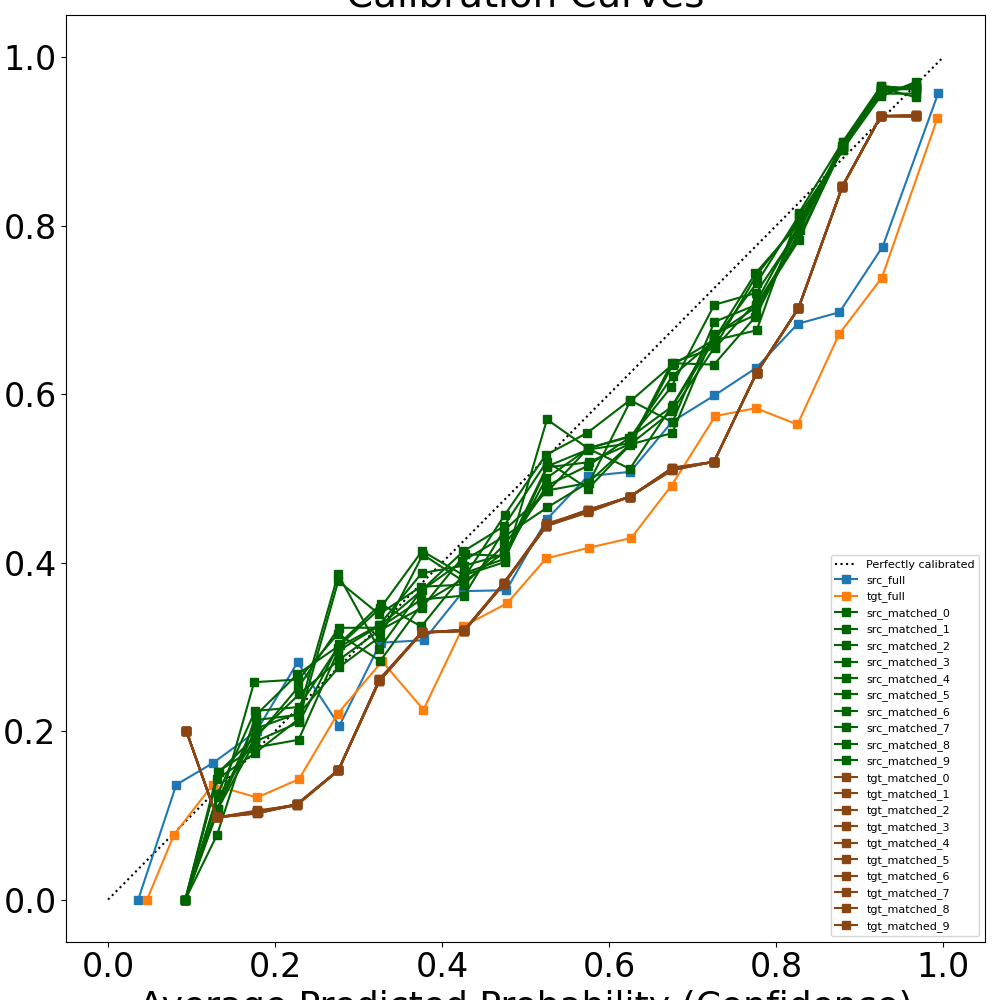 Calibration Curves
1.0
0.8
0.6
0.4
0.2
0.0
0.0 0.2 0.4 0.6 0.8 1.0
Average Predicted Probability (Confidence)
Perfectly calibrated
src_full
tgt_full
src_matched_0
src_matched_1
src_matched_2
src_matched_3
src_matched_4
src_matched_5
src_matched_6
src_matched_7
src_matched_8
src_matched_9
tgt_matched_0
tgt_matched_1
tgt_matched_2
tgt_matched_3
tgt_matched_4
tgt_matched_5
tgt_matched_6
tgt_matched_7
tgt_matched_8
tgt_matched_9